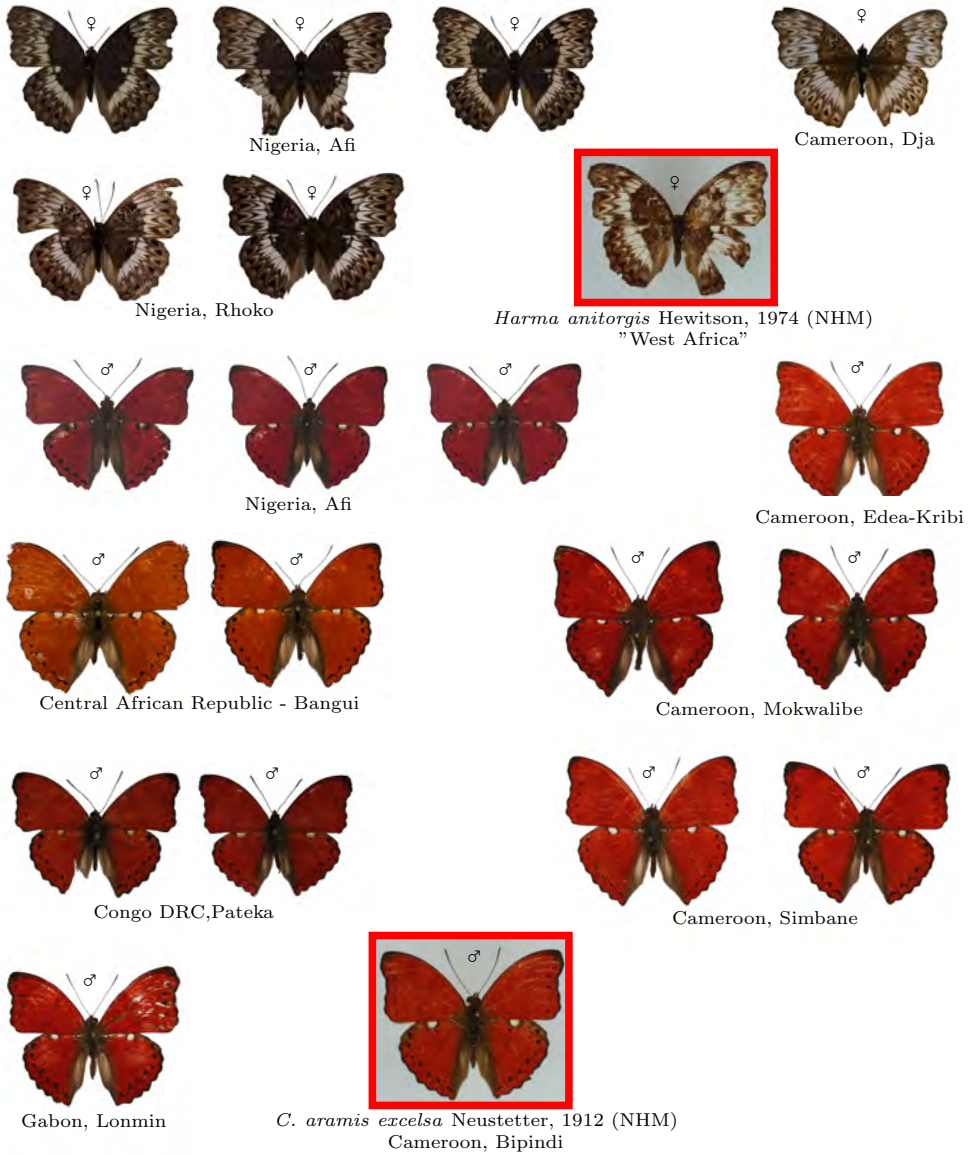 ♀ ♀ ♀ ♀
Nigeria, Afi
Cameroon, Dja
♀ ♀ ♀
Nigeria, Rhoko
Harma anitorgis Hewitson, 1974 (NHM)
"West Africa"
♂ ♂ ♂ ♂
Nigeria, Afi
Cameroon, Edea-Kribi
♂ ♂ ♂ ♂
Central African Republic - Bangui
Cameroon, Mokwalibe
♂ ♂ ♂ ♂
Congo DRC,Pateka
Cameroon, Simbane
♂ ♂
Gabon, Lonmin
C. aramis excelsa Neustetter, 1912 (NHM)
Cameroon, Bipindi